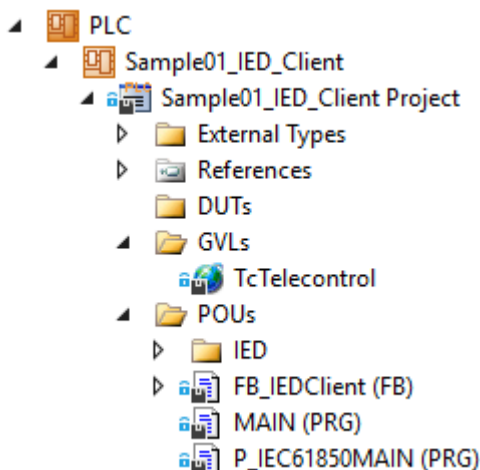 PLC
Sample01_IED_Client
Sample01_IED_Client Project
External Types
References
DUTs
GVLs
TcTelecontrol
POUs
IED
FB_IEDClient (FB)
MAIN (PRG)
P_IEC61850MAIN (PRG)